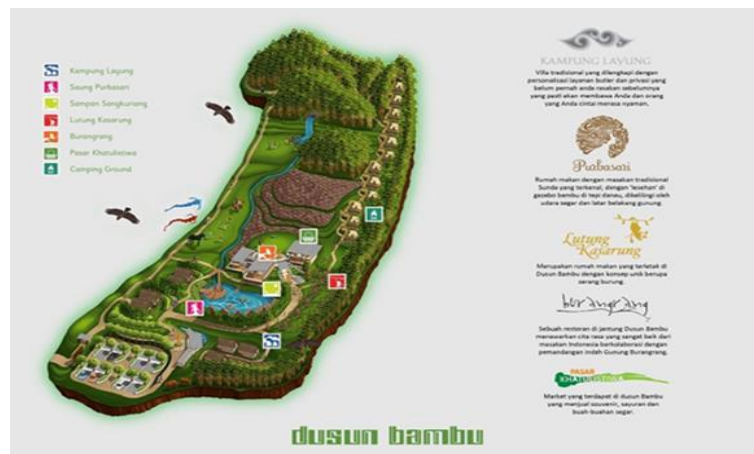 Kampung Layung
Saung Purbasari
Sampan Sangkuriang
Lutung Kasarung
Burangrang
Pasar Khatulistiwa
Camping Ground
KAMPUNG LAYUNG
Villa tradisional yang dilengkapi dengan
personalisasi layanan butler dan privasi yang
belum pernah anda rasakan sebelumnya
yang pasti akan membawa Anda dan orang
yang Anda cintai merasa nyaman.
Purbasari
Rumah makan dengan masakan tradisional
Sunda yang terkenal, dengan 'lesehan' di
gazebo bambu di tepi danau, dikelilingi oleh
udara segar dan latar belakang gunung.
Lutung
Kasarung
Merupakan rumah makan yang terletak di
Dusun Bambu dengan konsep unik berupa
sarang burung.
burangrang
Sebuah restoran di jantung Dusun Bambu
menawarkan cita rasa yang sangat baik dari
masakan Indonesia berkolaborasi dengan
pemandangan indah Gunung Burangrang.
PASAR
KHATULISTIWA
Market yang terdapat di dusun Bambu
yang menjual souvenir, sayuran dan
buah-buahan segar.
dusun bambu